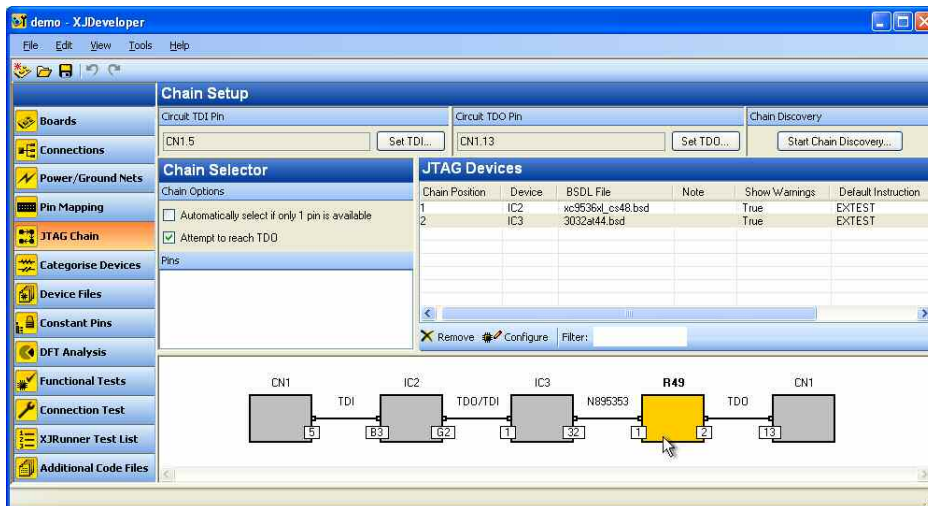 demo - XJDeveloper
File Edit View Tools Help
Chain Setup
Boards
Connections
Power/Ground Nets
Pin Mapping
JTAG Chain
Categorise Devices
Device Files
Constant Pins
DFT Analysis
Functional Tests
Connection Test
XJRunner Test List
Additional Code Files
Circuit TDI Pin
CN1.5 Set TDI...
Circuit TDO Pin
CN1.13 Set TDO...
Chain Discovery
Start Chain Discovery...
Chain Selector
Chain Options
Automatically select if only 1 pin is available
Attempt to reach TDO
Pins
JTAG Devices
Chain Position Device BSDL File Note Show Warnings Default Instruction
1 IC2 xc9536xl_cs48.bsd True EXTEST
2 IC3 3032at44.bsd True EXTEST
Remove Configure Filter:
CN1 IC2 IC3 R49 CN1
TDI TDO/TDI N895353 TDO
5 B3 G2 1 32 1 2 13